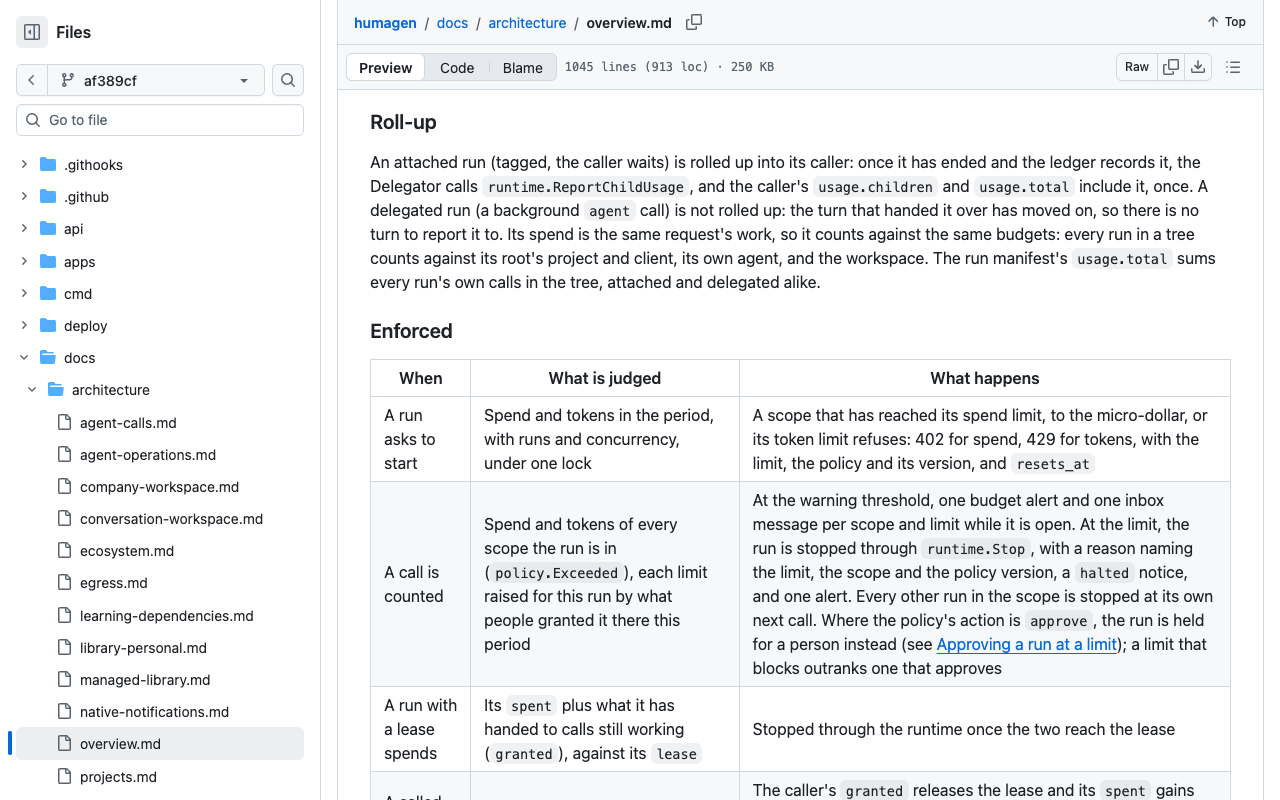 Files
humagen / docs / architecture / overview.md
Top
af389cf
Go to file
.githooks
.github
api
apps
cmd
deploy
docs
architecture
agent-calls.md
agent-operations.md
company-workspace.md
conversation-workspace.md
ecosystem.md
egress.md
learning-dependencies.md
library-personal.md
managed-library.md
native-notifications.md
overview.md
projects.md
Preview Code Blame 1045 lines (913 loc) · 250 KB
Raw
Roll-up
An attached run (tagged, the caller waits) is rolled up into its caller: once it has ended and the ledger records it, the
Delegator calls runtime.ReportChildUsage, and the caller's usage.children and usage.total include it, once. A
delegated run (a background agent call) is not rolled up: the turn that handed it over has moved on, so there is no
turn to report it to. Its spend is the same request's work, so it counts against the same budgets: every run in a tree
counts against its root's project and client, its own agent, and the workspace. The run manifest's usage.total sums
every run's own calls in the tree, attached and delegated alike.
Enforced
When What is judged What happens
A run
asks to
start
Spend and tokens in the period,
with runs and concurrency,
under one lock
A scope that has reached its spend limit, to the micro-dollar, or
its token limit refuses: 402 for spend, 429 for tokens, with the
limit, the policy and its version, and resets_at
A call is
counted
Spend and tokens of every
scope the run is in
(policy.Exceeded), each limit
raised for this run by what
people granted it there this
period
At the warning threshold, one budget alert and one inbox
message per scope and limit while it is open. At the limit, the
run is stopped through runtime.Stop, with a reason naming
the limit, the scope and the policy version, a halted notice,
and one alert. Every other run in the scope is stopped at its own
next call. Where the policy's action is approve, the run is held
for a person instead (see Approving a run at a limit); a limit that
blocks outranks one that approves
A run with
a lease
spends
Its spent plus what it has
handed to calls still working
(granted), against its lease
Stopped through the runtime once the two reach the lease
A called
The caller's granted releases the lease and its spent gains